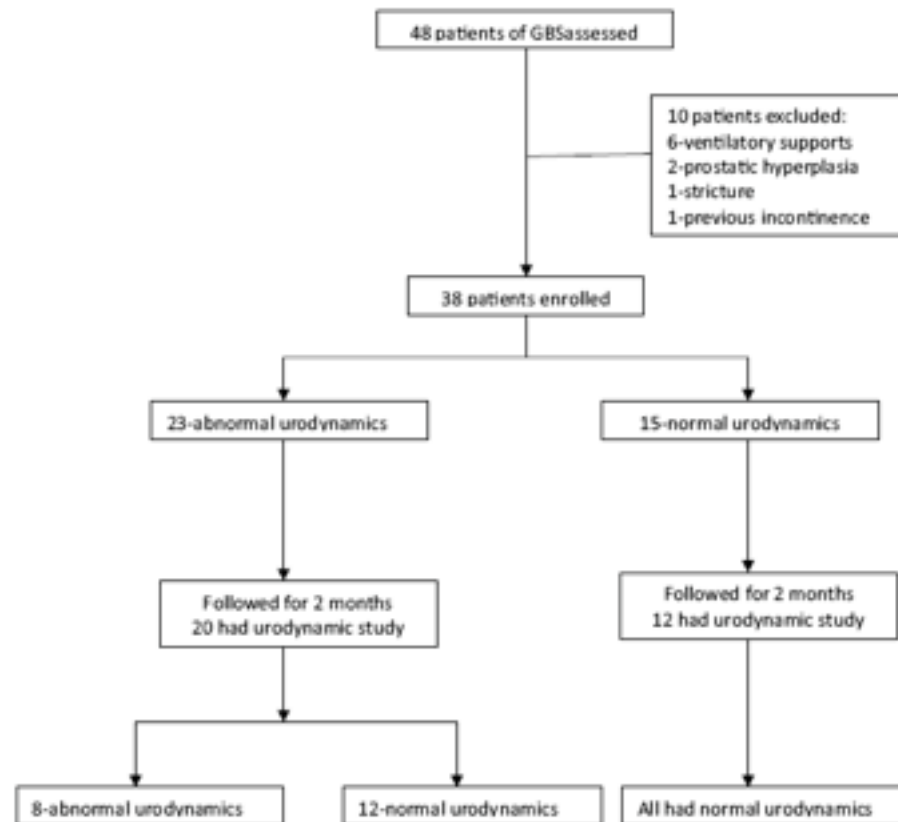 48 patients of GBSassessed
10 patients excluded:
6-ventilatory supports
2-prostatic hyperplasia
1-stricture
1-previous incontinence
38 patients enrolled
23-abnormal urodynamics
15-normal urodynamics
Followed for 2 months
20 had urodynamic study
Followed for 2 months
12 had urodynamic study
8-abnormal urodynamics
12-normal urodynamics
All had normal urodynamics